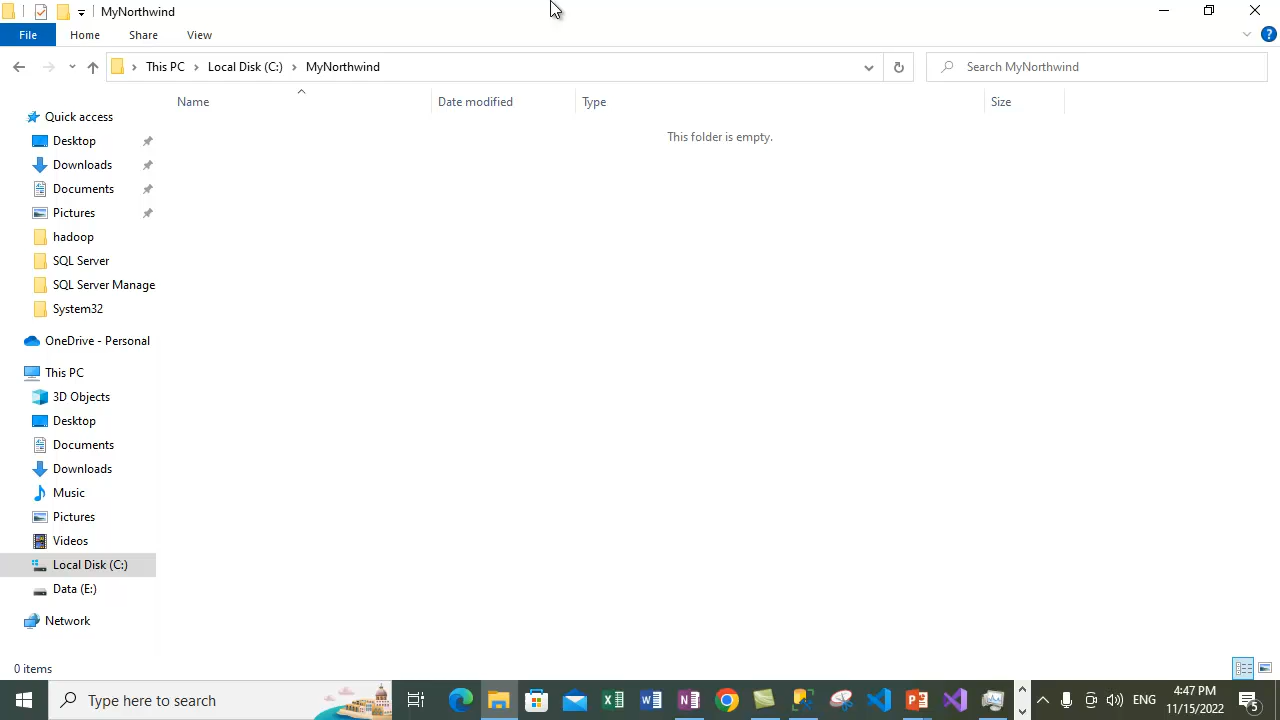 MyNorthwind
File Home Share View
This PC Local Disk (C:) MyNorthwind Search MyNorthwind
Name Date modified Type Size
This folder is empty.
Quick access
Desktop
Downloads
Documents
Pictures
hadoop
SQL Server
SQL Server Manage
System32
OneDrive - Personal
This PC
3D Objects
Desktop
Documents
Downloads
Music
Pictures
Videos
Local Disk (C:)
Data (E:)
Network
0 items
Type here to search
ENG
4:47 PM
11/15/2022
5